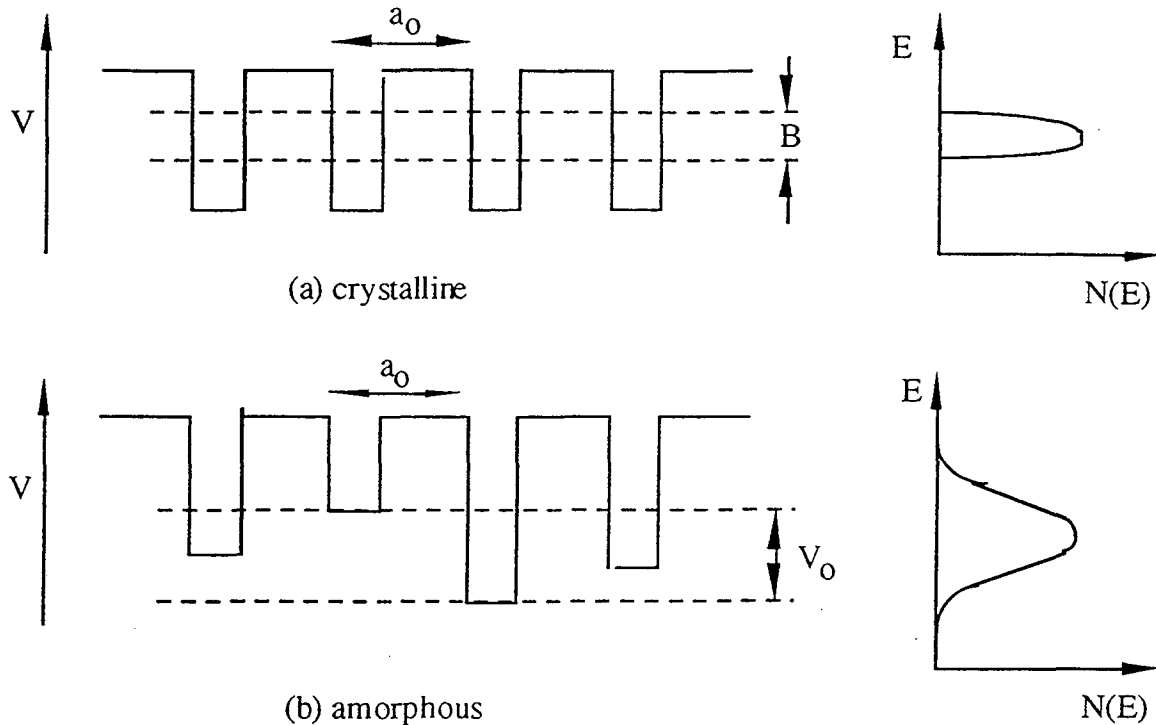 a₀
V
B
E
(a) crystalline
N(E)
a₀
V
V₀
E
(b) amorphous
N(E)